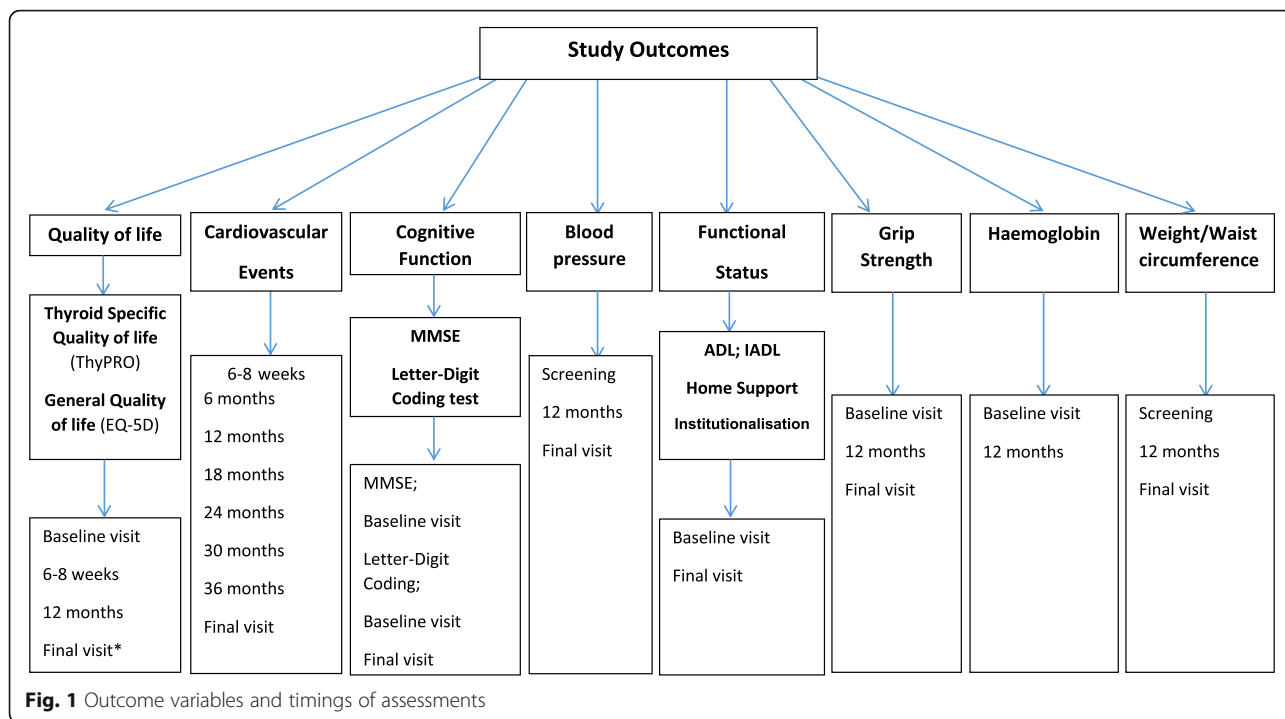 Study Outcomes
Quality of life
Thyroid Specific
Quality of life
(ThyPRO)
General Quality
of life (EQ-5D)
Baseline visit
6-8 weeks
12 months
Final visit*
Cardiovascular
Events
6-8 weeks
6 months
12 months
18 months
24 months
30 months
36 months
Final visit
Cognitive
Function
MMSE
Letter-Digit
Coding test
MMSE;
Baseline visit
Letter-Digit
Coding;
Baseline visit
Final visit
Blood
pressure
Screening
12 months
Final visit
Functional
Status
ADL; IADL
Home Support
Institutionalisation
Baseline visit
Final visit
Grip
Strength
Baseline visit
12 months
Final visit
Haemoglobin
Baseline visit
12 months
Weight/Waist
circumference
Screening
12 months
Final visit
Fig. 1 Outcome variables and timings of assessments